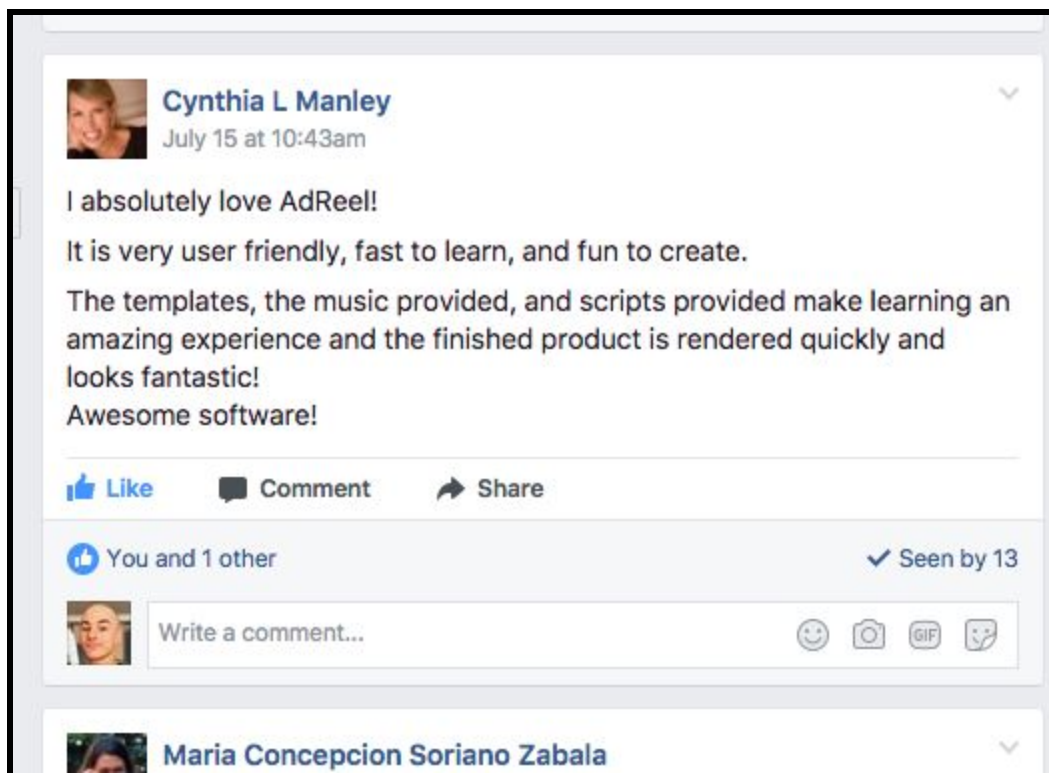 Cynthia L Manley
July 15 at 10:43am
I absolutely love AdReel!
It is very user friendly, fast to learn, and fun to create.
The templates, the music provided, and scripts provided make learning an
amazing experience and the finished product is rendered quickly and
looks fantastic!
Awesome software!
Like Comment Share
You and 1 other Seen by 13
Write a comment... GIF
Maria Concepcion Soriano Zabala